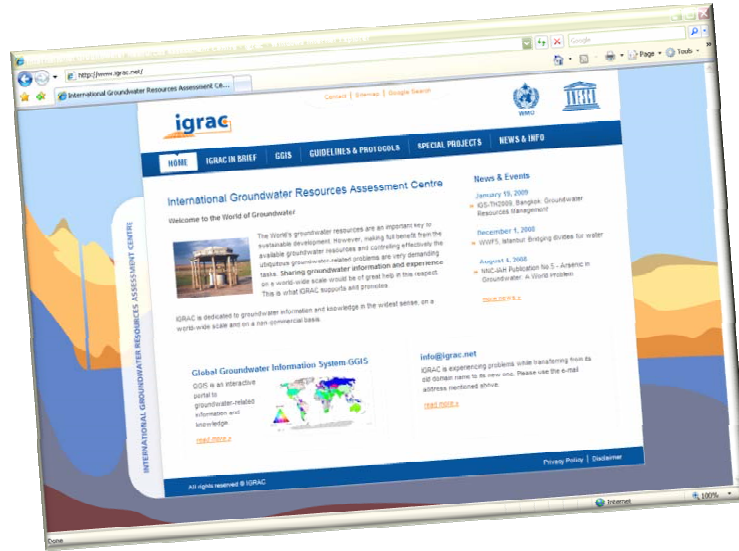 http://www.igrac.net/
Google
Page
Tools
International Groundwater Resources Assessment Ce...
Contact | Sitemap | Google Search
igrac
WMO
HOME
IGRAC IN BRIEF
GGIS
GUIDELINES & PROTOCOLS
SPECIAL PROJECTS
NEWS & INFO
INTERNATIONAL GROUNDWATER RESOURCES ASSESSMENT CENTRE
International Groundwater Resources Assessment Centre
Welcome to the World of Groundwater
The World's groundwater resources are an important key to
sustainable development. However, making full benefit from the
available groundwater resources and controlling effectively the
ubiquitous groundwater-related problems are very demanding
tasks. Sharing groundwater information and experience
on a world-wide scale would be of great help in this respect.
This is what IGRAC supports and promotes.
IGRAC is dedicated to groundwater information and knowledge in the widest sense, on a
world-wide scale and on a non-commercial basis.
News & Events
January 19, 2009
IGS-TH2009, Bangkok: Groundwater
Resources Management
December 1, 2008
WWF5, Istanbul: Bridging divides for water
August 4, 2008
NNC-IAH Publication No 5 - Arsenic in
Groundwater: A World Problem
more news »
Global Groundwater Information System-GGIS
GGIS is an interactive
portal to
groundwater-related
information and
knowledge.
read more »
info@igrac.net
IGRAC is experiencing problems while transferring from its
old domain name to its new one. Please use the e-mail
address mentioned above.
read more »
All rights reserved © IGRAC
Privacy Policy | Disclaimer
Done
Internet
100%